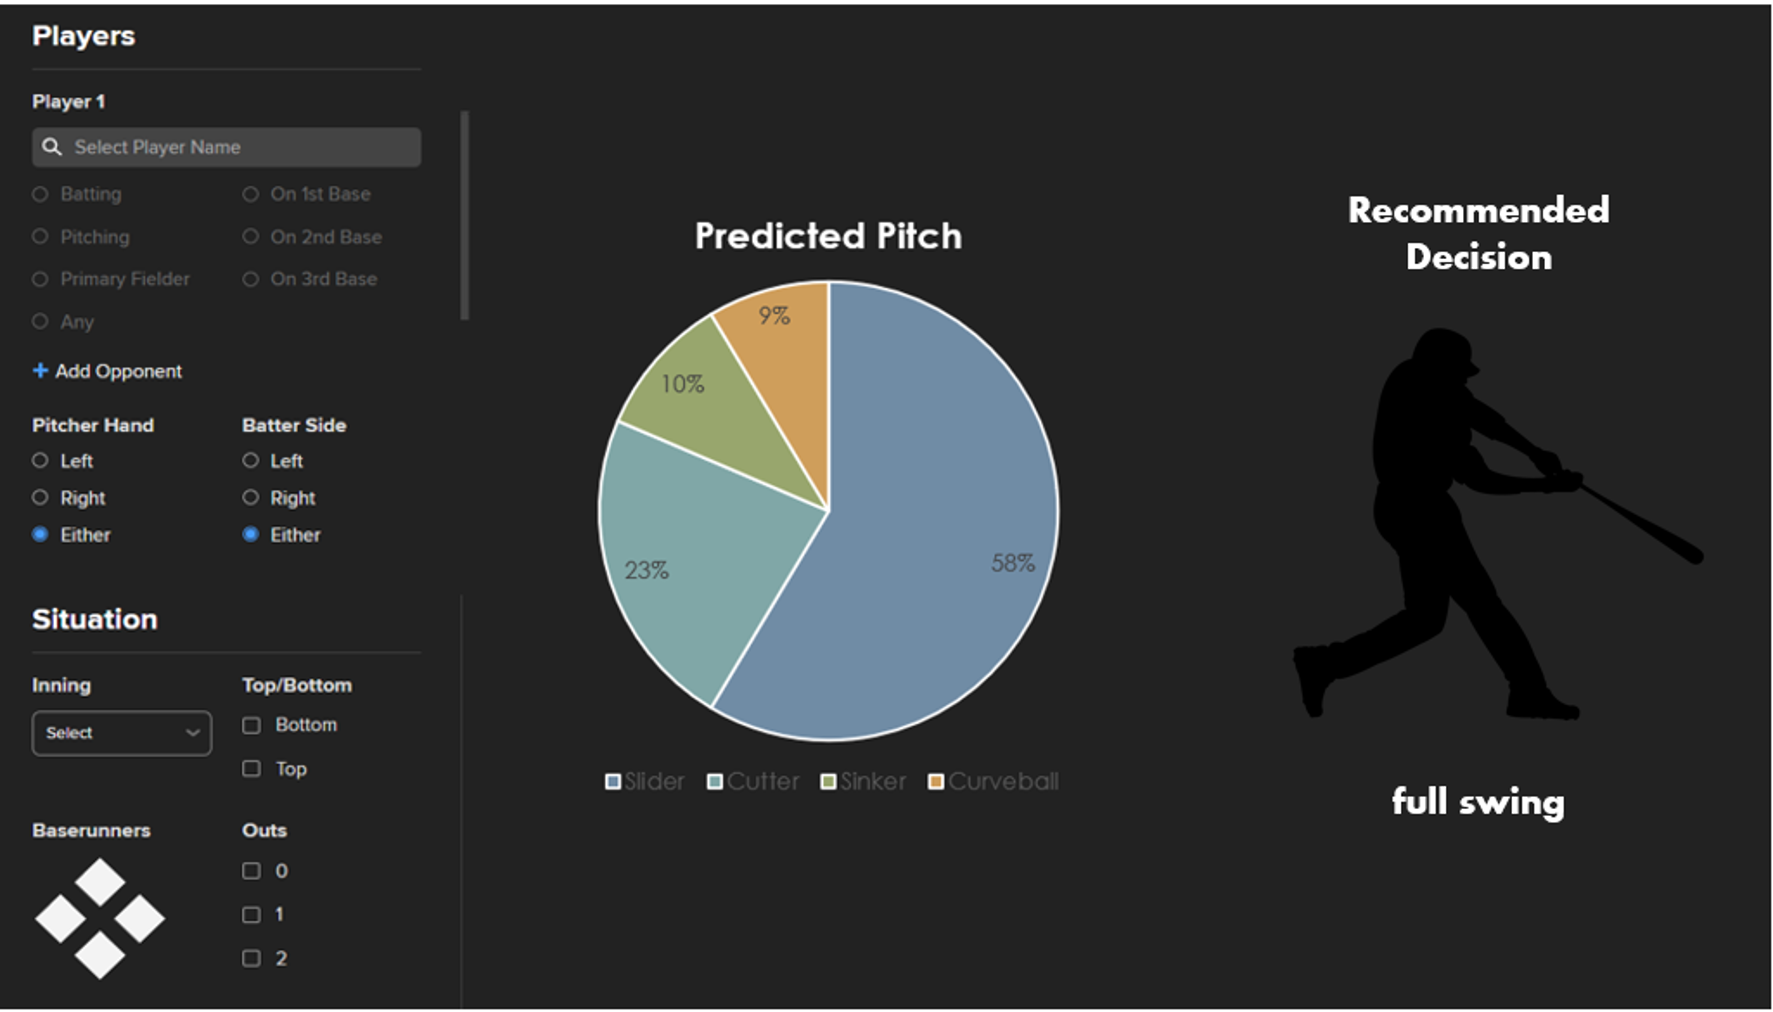 Players
Player 1
Select Player Name
Batting
On 1st Base
Pitching
On 2nd Base
Primary Fielder
On 3rd Base
Any
+ Add Opponent
Pitcher Hand
Batter Side
Left
Left
Right
Right
Either
Either
Situation
Inning
Top/Bottom
Select
Bottom
Top
Baserunners
Outs
0
1
2
Predicted Pitch
9%
10%
23%
58%
Slider Cutter Sinker Curveball
Recommended
Decision
full swing